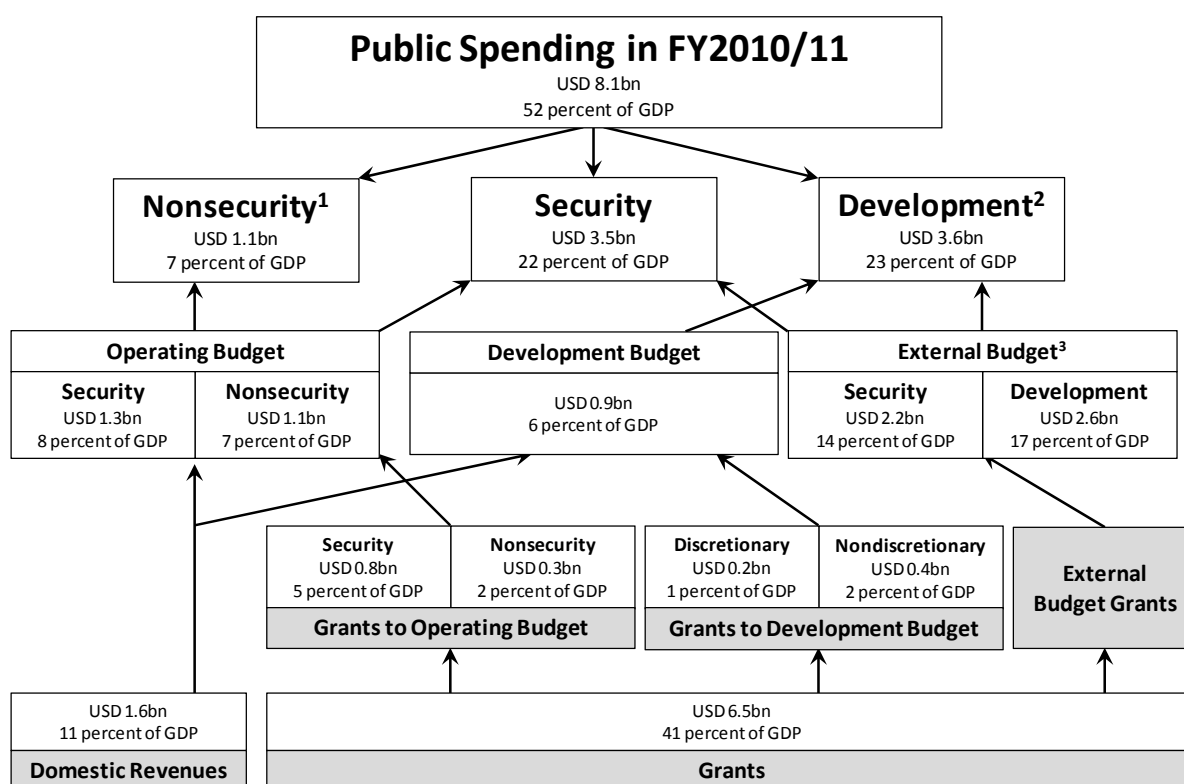 Public Spending in FY2010/11
USD 8.1bn
52 percent of GDP
Nonsecurity¹
USD 1.1bn
7 percent of GDP
Security
USD 3.5bn
22 percent of GDP
Development²
USD 3.6bn
23 percent of GDP
Operating Budget
Security
USD 1.3bn
8 percent of GDP
Nonsecurity
USD 1.1bn
7 percent of GDP
Development Budget
USD 0.9bn
6 percent of GDP
External Budget³
Security
USD 2.2bn
14 percent of GDP
Development
USD 2.6bn
17 percent of GDP
Security
USD 0.8bn
5 percent of GDP
Nonsecurity
USD 0.3bn
2 percent of GDP
Grants to Operating Budget
Discretionary
USD 0.2bn
1 percent of GDP
Nondiscretionary
USD 0.4bn
2 percent of GDP
Grants to Development Budget
External
Budget Grants
USD 1.6bn
11 percent of GDP
Domestic Revenues
USD 6.5bn
41 percent of GDP
Grants